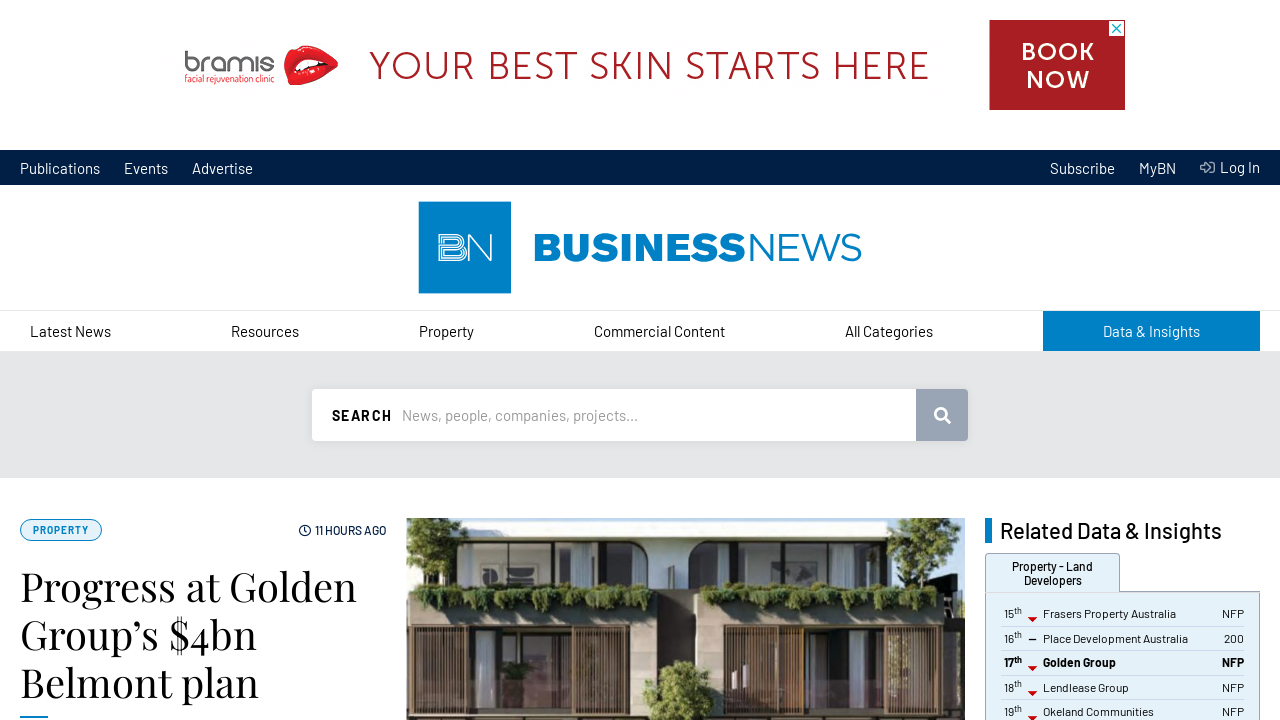 bramis
facial rejuvenation clinic
YOUR BEST SKIN STARTS HERE
BOOK
NOW
Publications
Events
Advertise
Subscribe
MyBN
Log In
BN
BUSINESSNEWS
Latest News
Resources
Property
Commercial Content
All Categories
Data & Insights
SEARCH
News, people, companies, projects...
PROPERTY
11 HOURS AGO
Progress at Golden
Group’s $4bn
Belmont plan
Related Data & Insights
Property - Land
Developers
15th Frasers Property Australia NFP
16th – Place Development Australia 200
17th Golden Group NFP
18th Lendlease Group NFP
19th Okeland Communities NFP